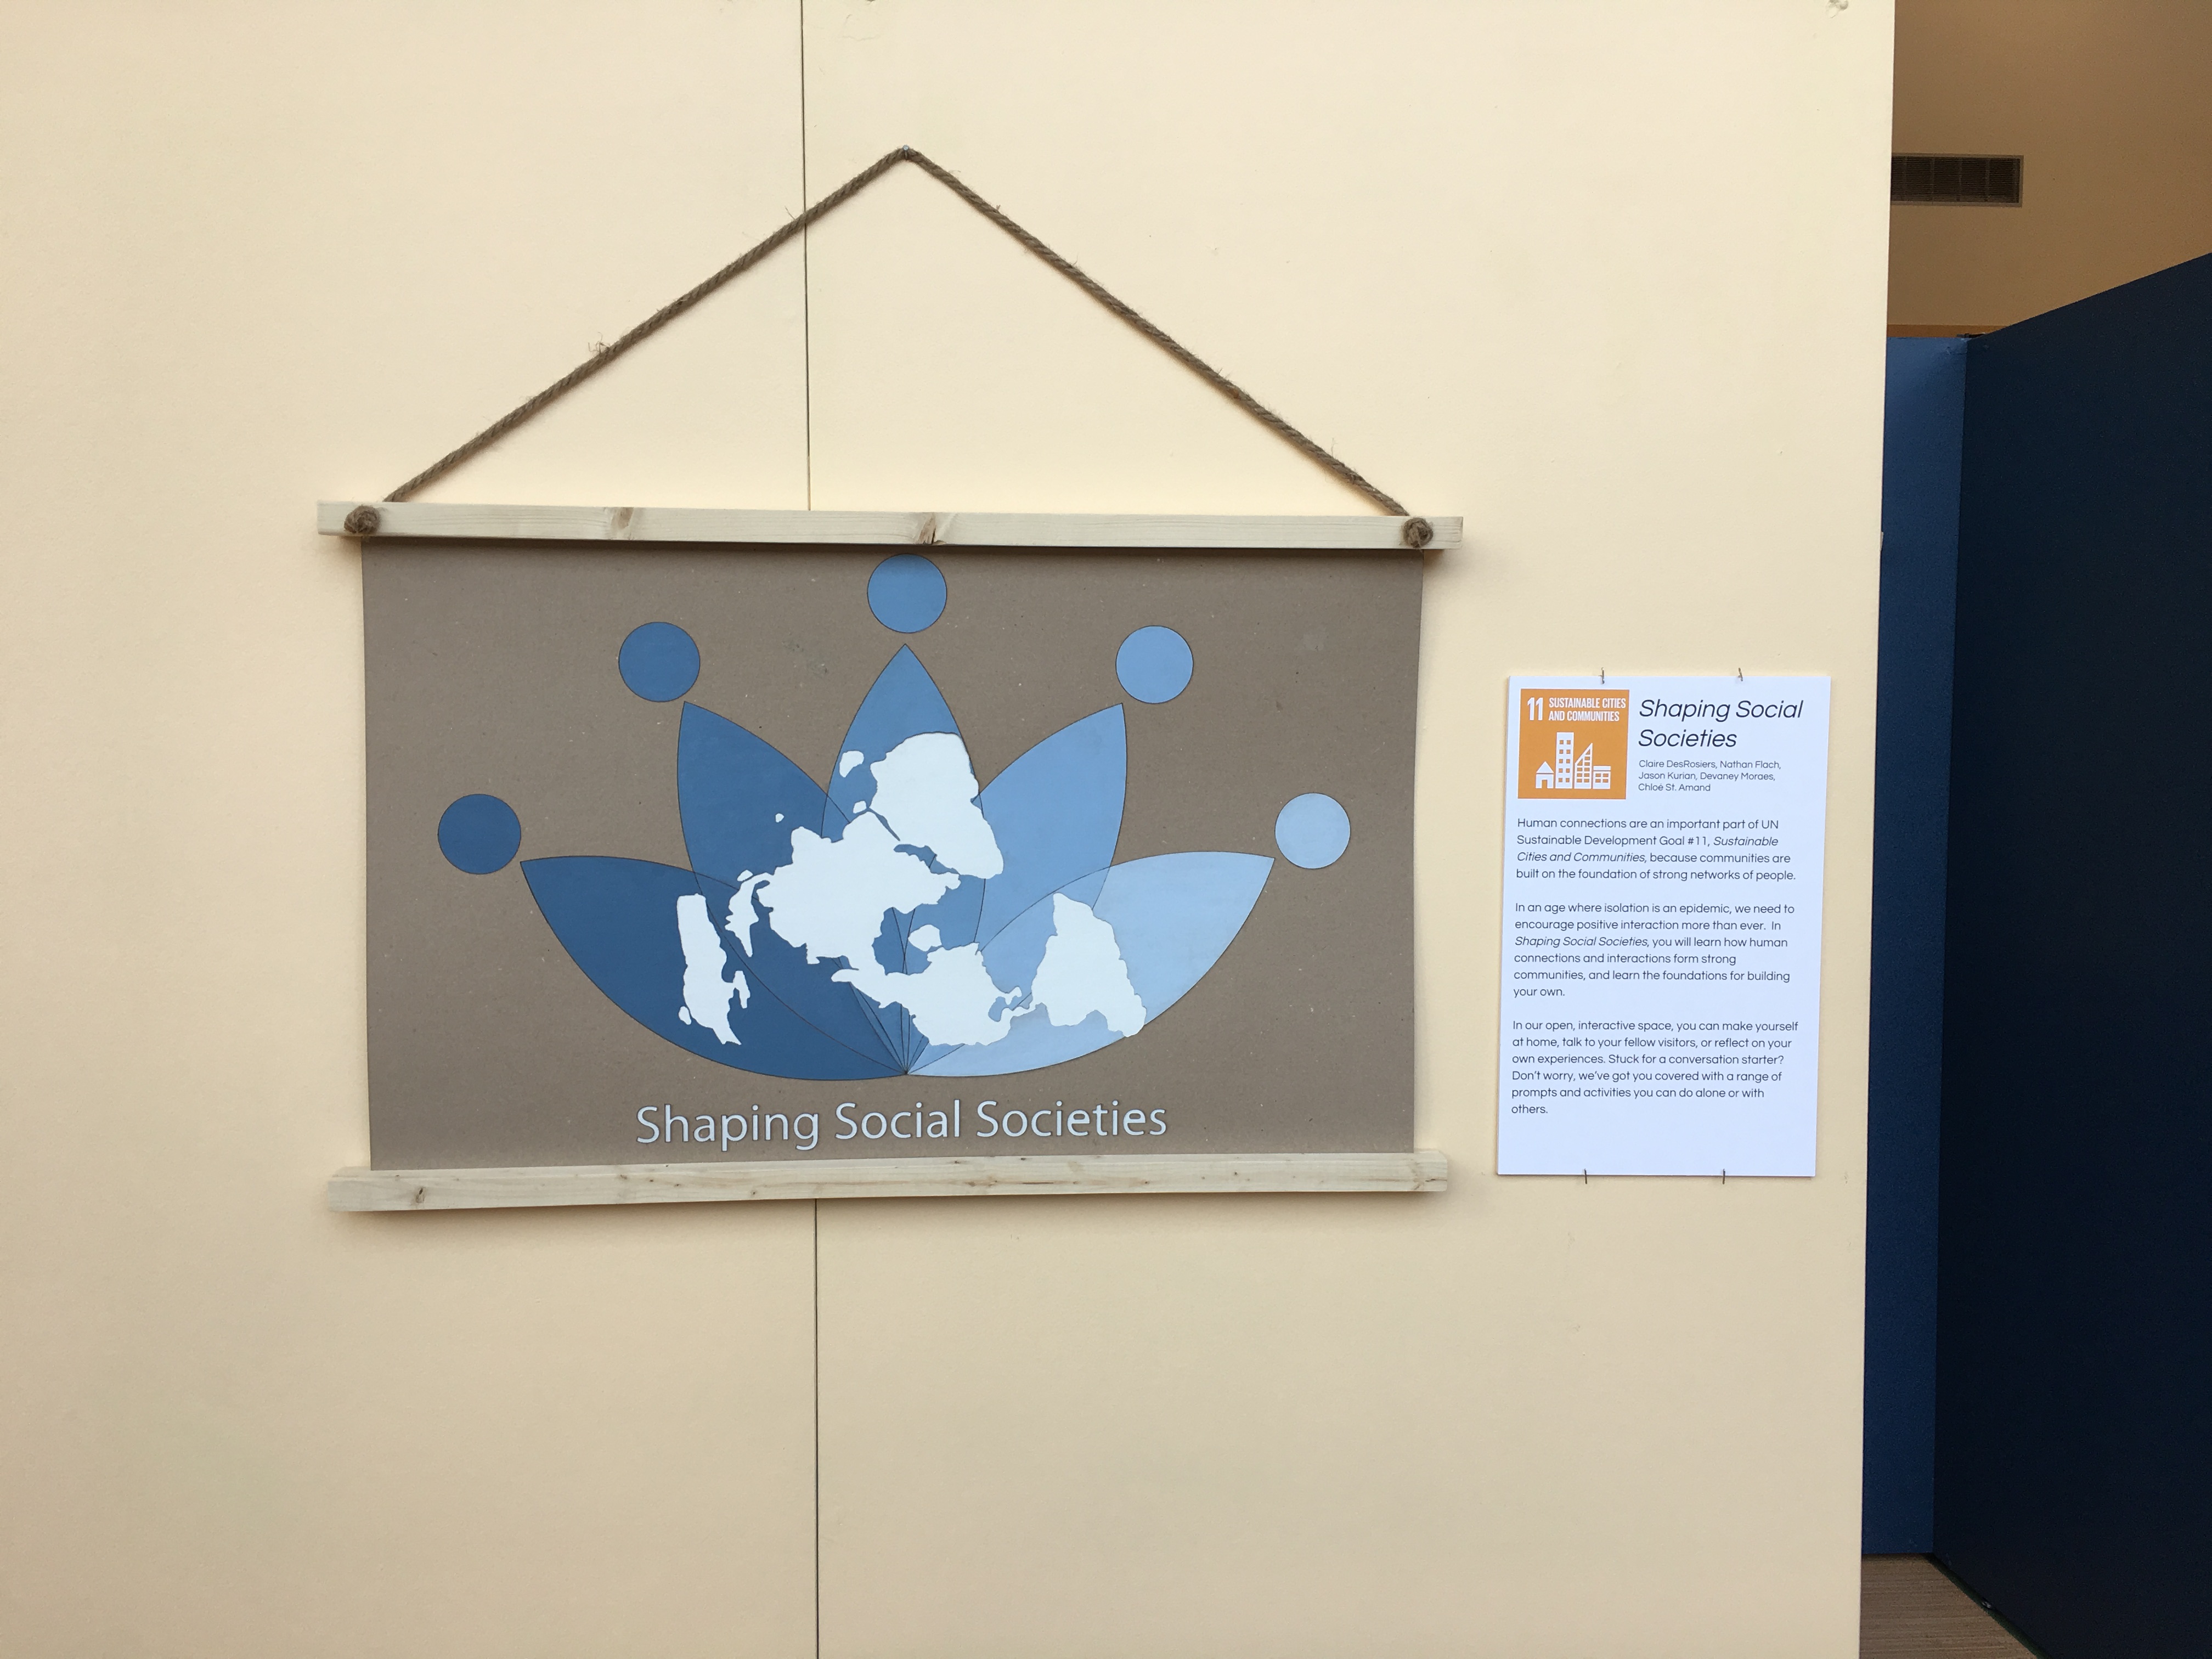 Shaping Social Societies
11 SUSTAINABLE CITIES
AND COMMUNITIES
Shaping Social
Societies
Claire DesRosiers, Nathan Flach,
Jason Kurian, Devaney Moraes,
Chloé St. Amand
Human connections are an important part of UN
Sustainable Development Goal #11, Sustainable
Cities and Communities, because communities are
built on the foundation of strong networks of people.
In an age where isolation is an epidemic, we need to
encourage positive interaction more than ever. In
Shaping Social Societies, you will learn how human
connections and interactions form strong
communities, and learn the foundations for building
your own.
In our open, interactive space, you can make yourself
at home, talk to your fellow visitors, or reflect on your
own experiences. Stuck for a conversation starter?
Don't worry, we've got you covered with a range of
prompts and activities you can do alone or with
others.